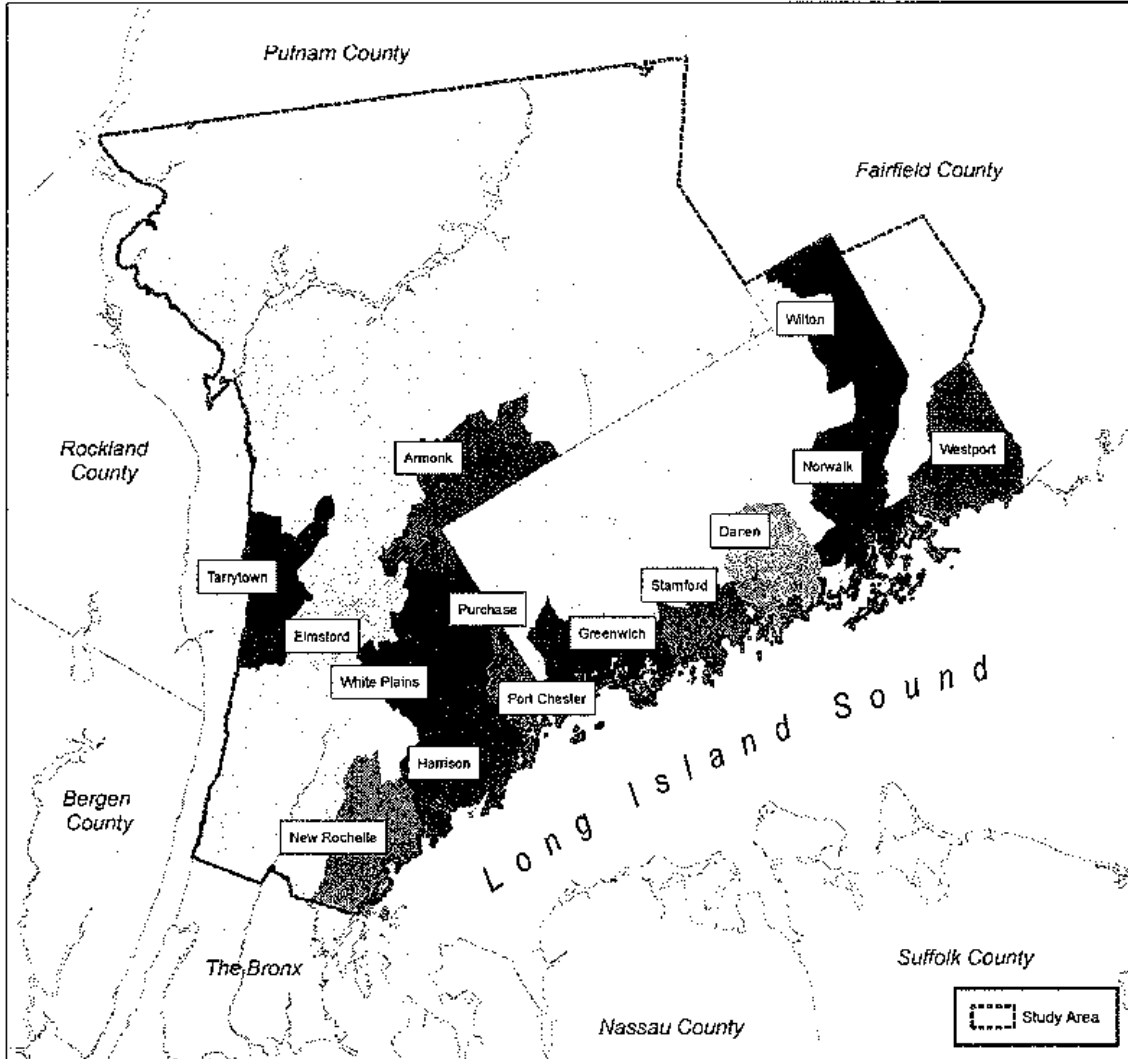 Putnam County
Fairfield County
Wilton
Rockland
County
Armonk
Westport
Norwalk
Darien
Tarrytown
Stamford
Purchase
Elmsford
Greenwich
White Plains
Port Chester
Harrison
Long Island Sound
Bergen
County
New Rochelle
The Bronx
Suffolk County
Nassau County
Study Area